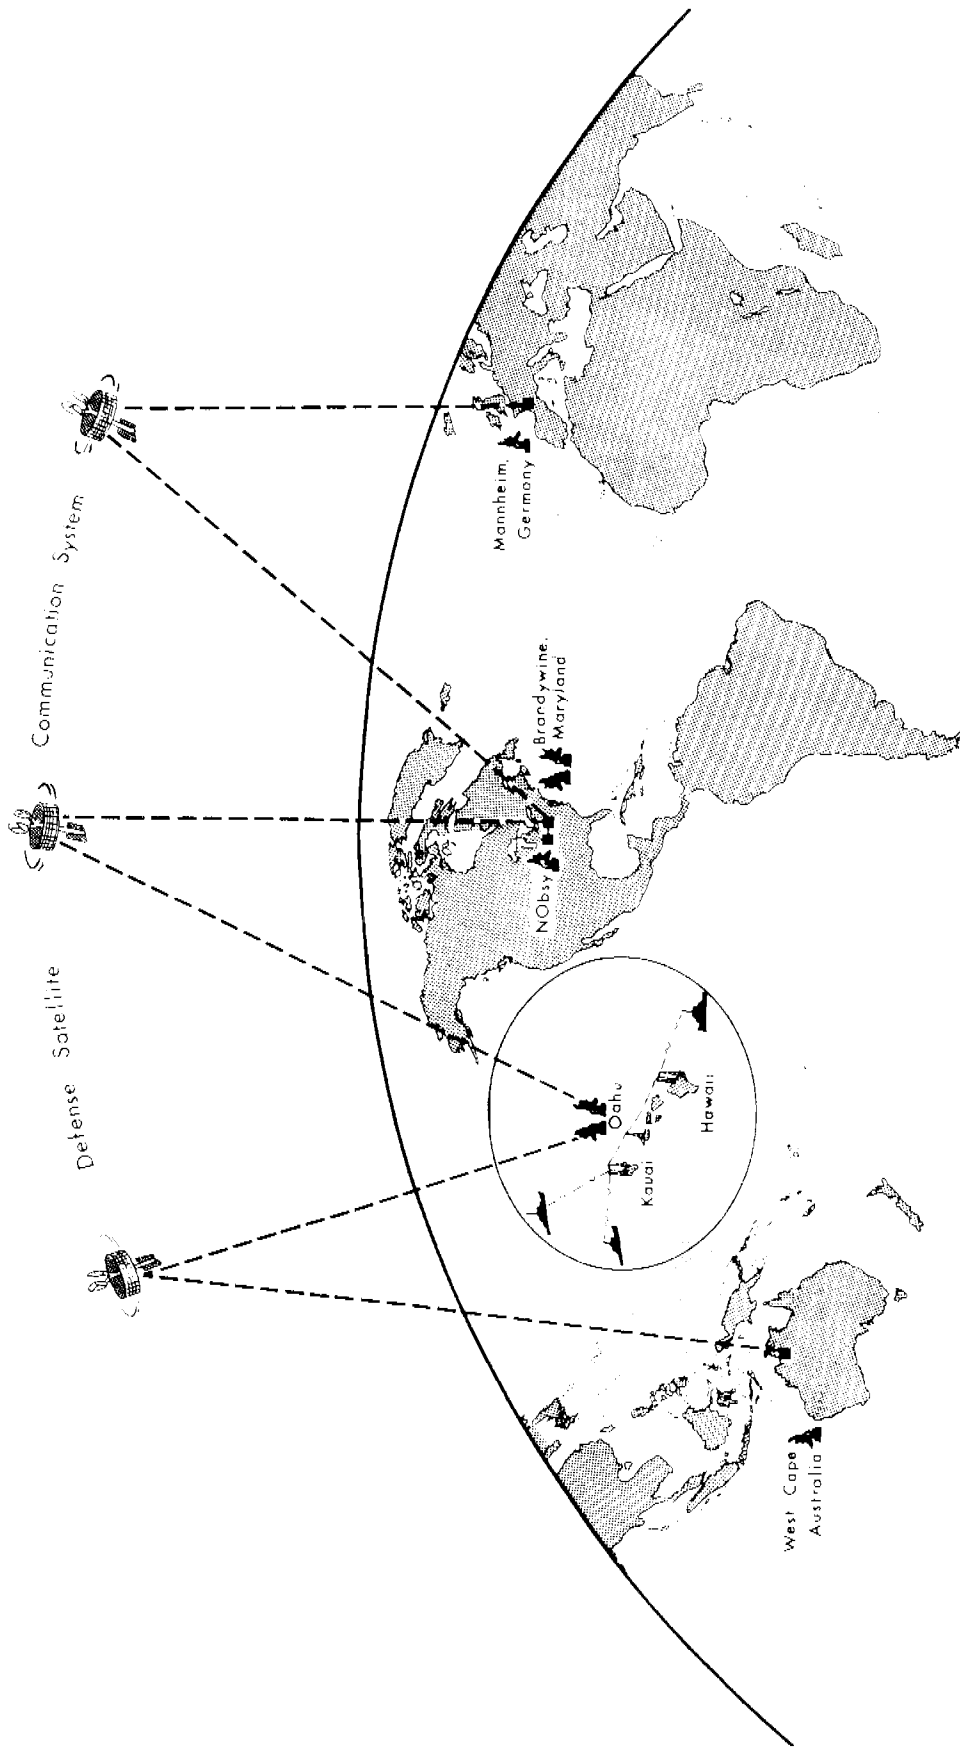 Defense Satellite Communication System
West Cape
Australia
Kauai
Oahu
Hawaii
NObsy
Brandywine,
Maryland
Mannheim,
Germany